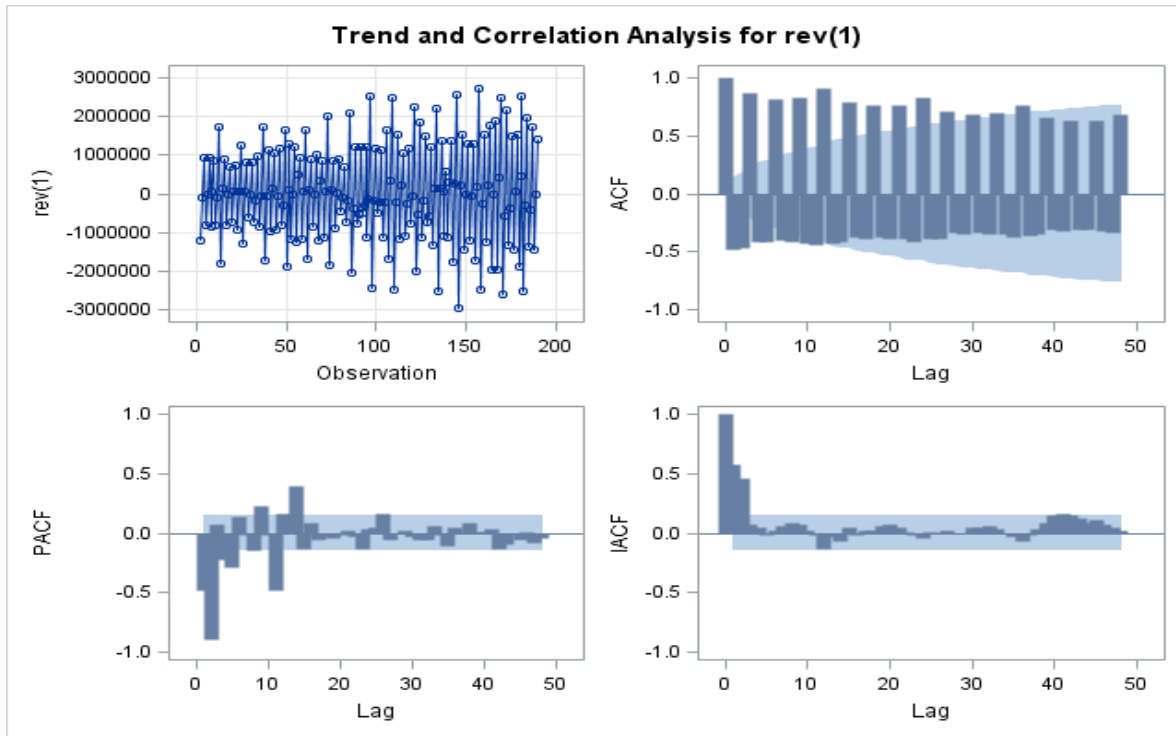 Trend and Correlation Analysis for rev(1)
3000000
2000000
1000000
0
-1000000
-2000000
-3000000
rev(1)
0 50 100 150 200
Observation
1.0
0.5
0.0
-0.5
-1.0
ACF
0 10 20 30 40 50
Lag
1.0
0.5
0.0
-0.5
-1.0
PACF
0 10 20 30 40 50
Lag
1.0
0.5
0.0
-0.5
-1.0
IACF
0 10 20 30 40 50
Lag